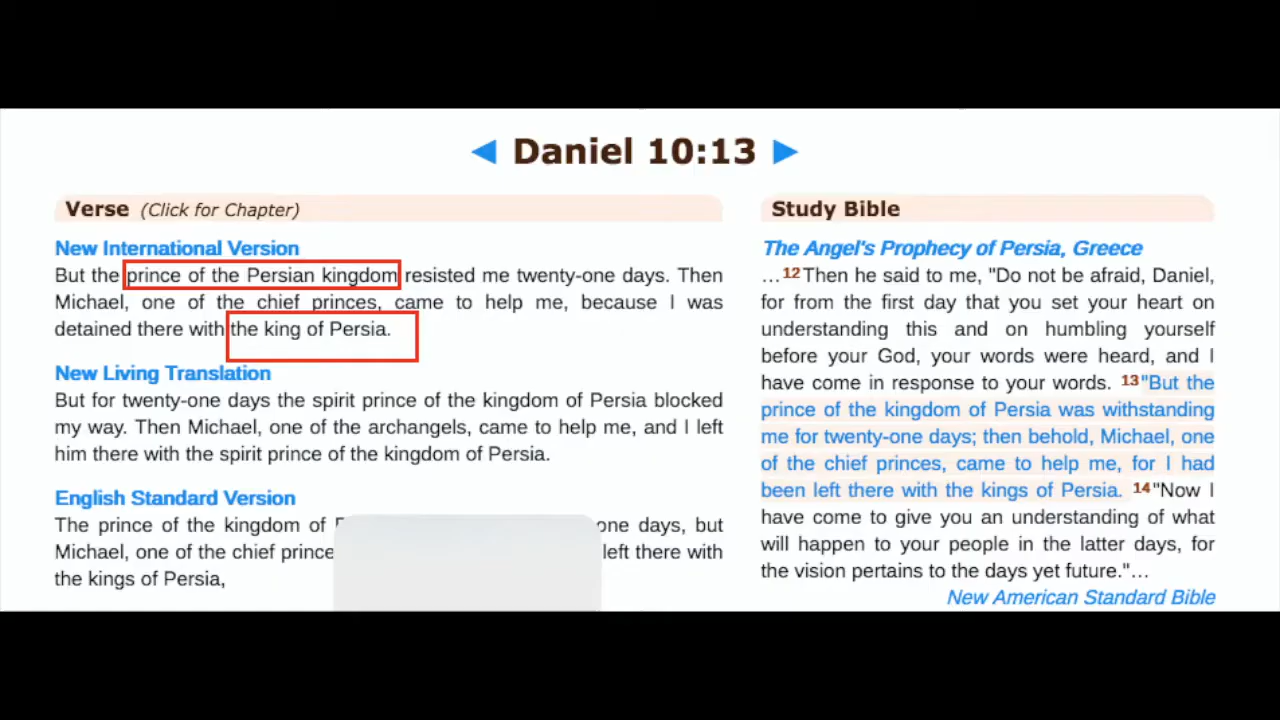 ◄ Daniel 10:13 ►
Verse (Click for Chapter)
New International Version
But the prince of the Persian kingdom resisted me twenty-one days. Then
Michael, one of the chief princes, came to help me, because I was
detained there with the king of Persia.
New Living Translation
But for twenty-one days the spirit prince of the kingdom of Persia blocked
my way. Then Michael, one of the archangels, came to help me, and I left
him there with the spirit prince of the kingdom of Persia.
English Standard Version
The prince of the kingdom of one days, but
Michael, one of the chief prince left there with
the kings of Persia,
Study Bible
The Angel's Prophecy of Persia, Greece
…12Then he said to me, "Do not be afraid, Daniel,
for from the first day that you set your heart on
understanding this and on humbling yourself
before your God, your words were heard, and I
have come in response to your words. 13"But the
prince of the kingdom of Persia was withstanding
me for twenty-one days; then behold, Michael, one
of the chief princes, came to help me, for I had
been left there with the kings of Persia. 14"Now I
have come to give you an understanding of what
will happen to your people in the latter days, for
the vision pertains to the days yet future."…
New American Standard Bible